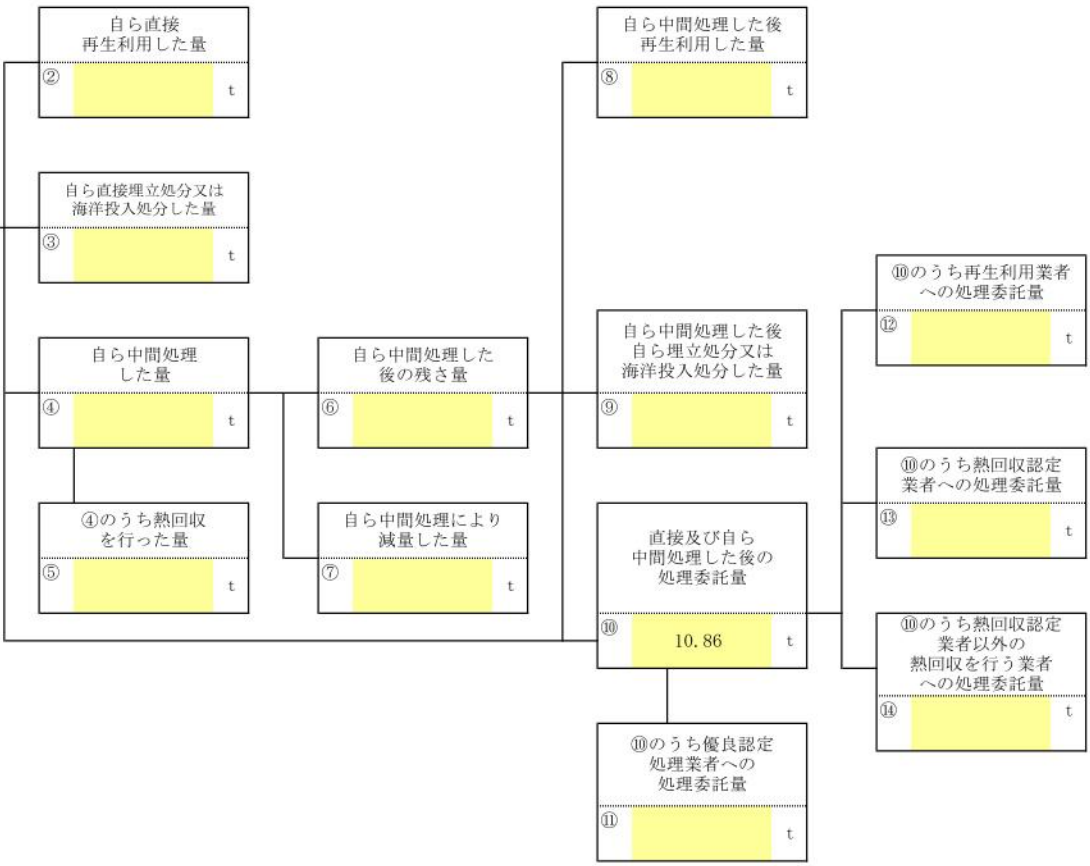 自ら直接
再生利用した量
②
t
自ら中間処理した後
再生利用した量
⑧
t
自ら直接埋立処分又は
海洋投入処分した量
③
t
⑩のうち再生利用業者
への処理委託量
⑫
t
自ら中間処理
した量
④
t
自ら中間処理した
後の残さ量
⑥
t
自ら中間処理した後
自ら埋立処分又は
海洋投入処分した量
⑨
t
⑩のうち熱回収認定
業者への処理委託量
⑬
t
④のうち熱回収
を行った量
⑤
t
自ら中間処理により
減量した量
⑦
t
直接及び自ら
中間処理した後の
処理委託量
⑩
10.86
t
⑩のうち熱回収認定
業者以外の
熱回収を行う業者
への処理委託量
⑭
t
⑩のうち優良認定
処理業者への
処理委託量
⑪
t